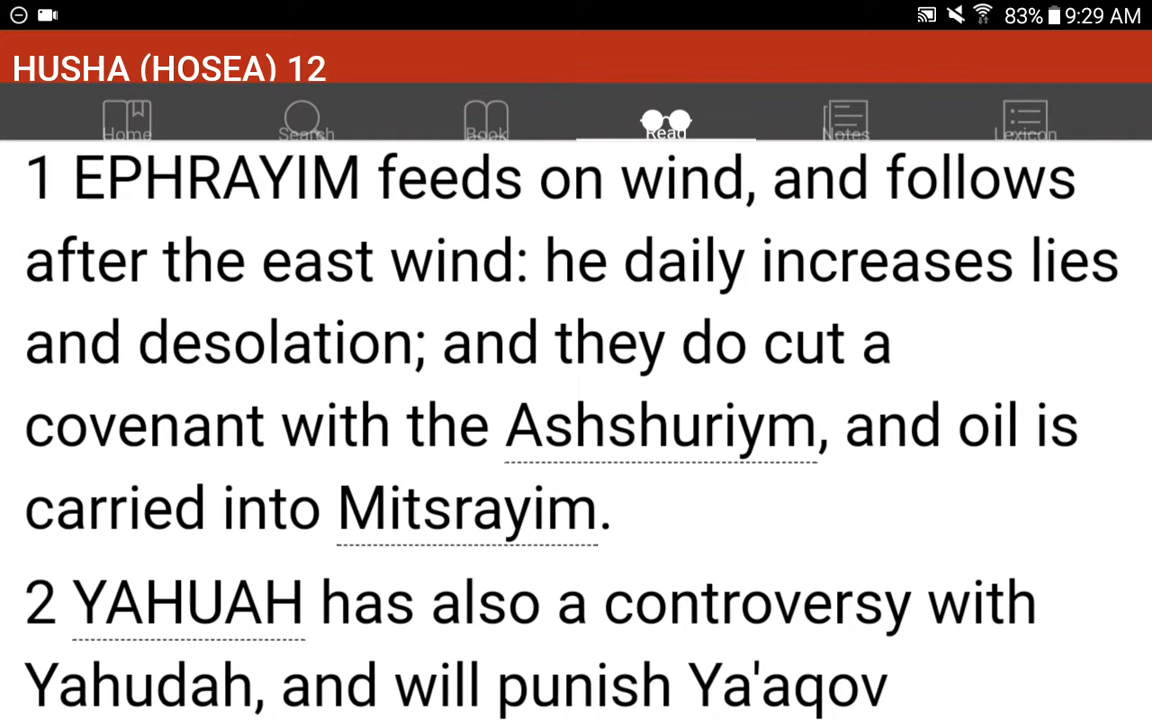 83% 9:29 AM
HUSHA (HOSEA) 12
Home Search Book Read Notes Lexicon
1 EPHRAYIM feeds on wind, and follows
after the east wind: he daily increases lies
and desolation; and they do cut a
covenant with the Ashshuriym, and oil is
carried into Mitsrayim.
2 YAHUAH has also a controversy with
Yahudah, and will punish Ya'aqov